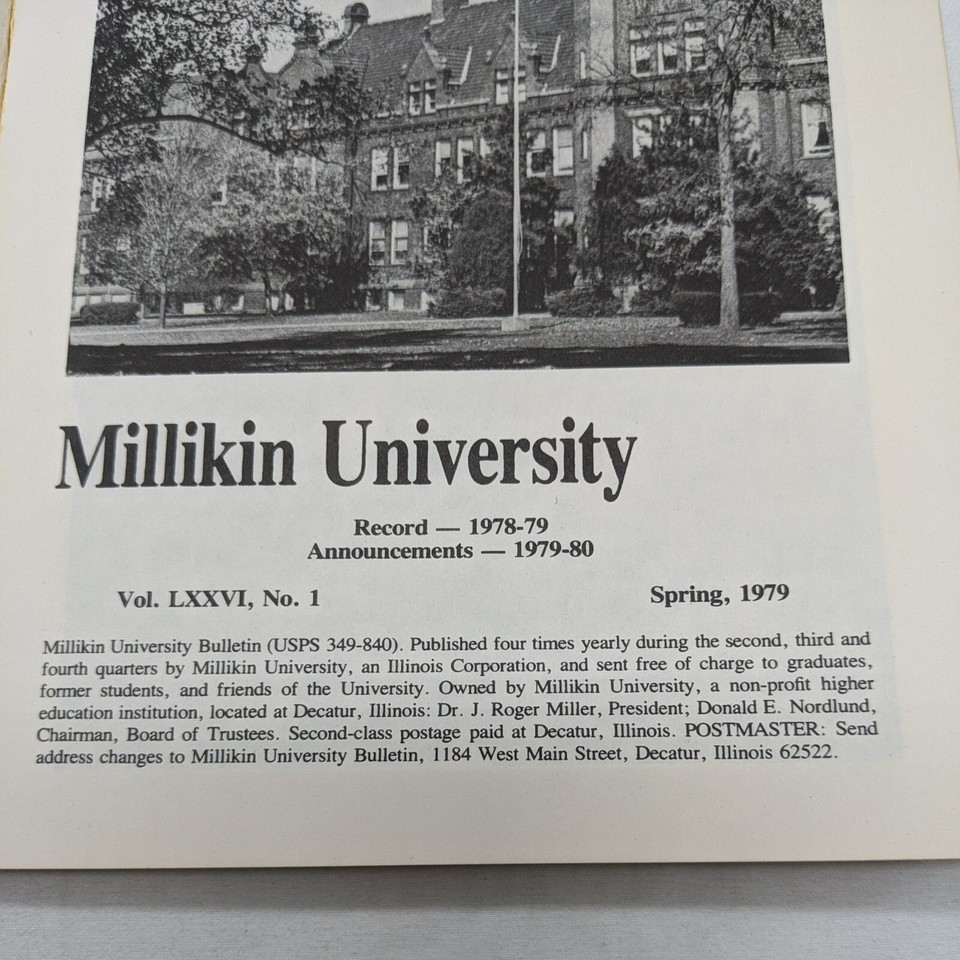 Millikin University
Record — 1978-79
Announcements — 1979-80
Vol. LXXVI, No. 1
Spring, 1979
Millikin University Bulletin (USPS 349-840). Published four times yearly during the second, third and
fourth quarters by Millikin University, an Illinois Corporation, and sent free of charge to graduates,
former students, and friends of the University. Owned by Millikin University, a non-profit higher
education institution, located at Decatur, Illinois: Dr. J. Roger Miller, President; Donald E. Nordlund,
Chairman, Board of Trustees. Second-class postage paid at Decatur, Illinois. POSTMASTER: Send
address changes to Millikin University Bulletin, 1184 West Main Street, Decatur, Illinois 62522.